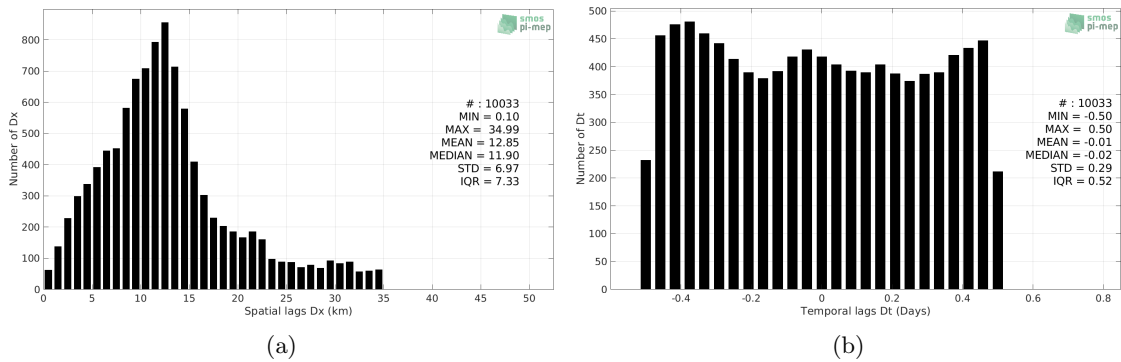 smos
pi-mep
Number of Dx
800
700
600
500
400
300
200
100
0
# : 10033
MIN = 0.10
MAX = 34.99
MEAN = 12.85
MEDIAN = 11.90
STD = 6.97
IQR = 7.33
0 5 10 15 20 25 30 35 40 45 50
Spatial lags Dx (km)
(a)
smos
pi-mep
Number of Dt
500
450
400
350
300
250
200
150
100
50
0
# : 10033
MIN = -0.50
MAX = 0.50
MEAN = -0.01
MEDIAN = -0.02
STD = 0.29
IQR = 0.52
-0.4 -0.2 0 0.2 0.4 0.6 0.8
Temporal lags Dt (Days)
(b)